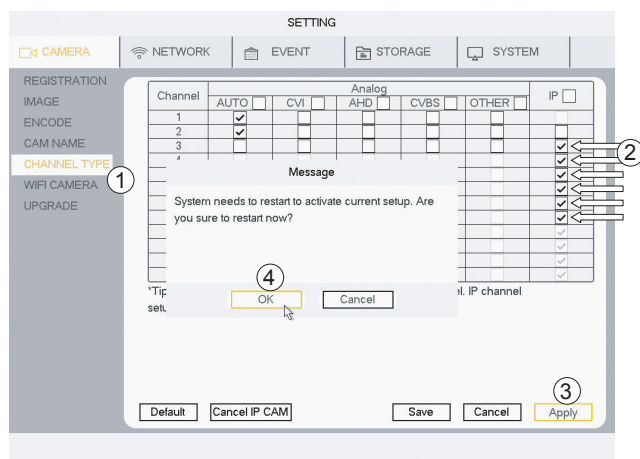 SETTING
CAMERA NETWORK EVENT STORAGE SYSTEM
REGISTRATION
IMAGE
ENCODE
CAM NAME
CHANNEL TYPE
WIFI CAMERA
UPGRADE
Channel Analog IP
AUTO CVI AHD CVBS OTHER
1
2
3
1
2
Message
System needs to restart to activate current setup. Are
you sure to restart now?
4
OK Cancel
*Tip l. IP channel
setu
3
Default Cancel IP CAM Save Cancel Apply